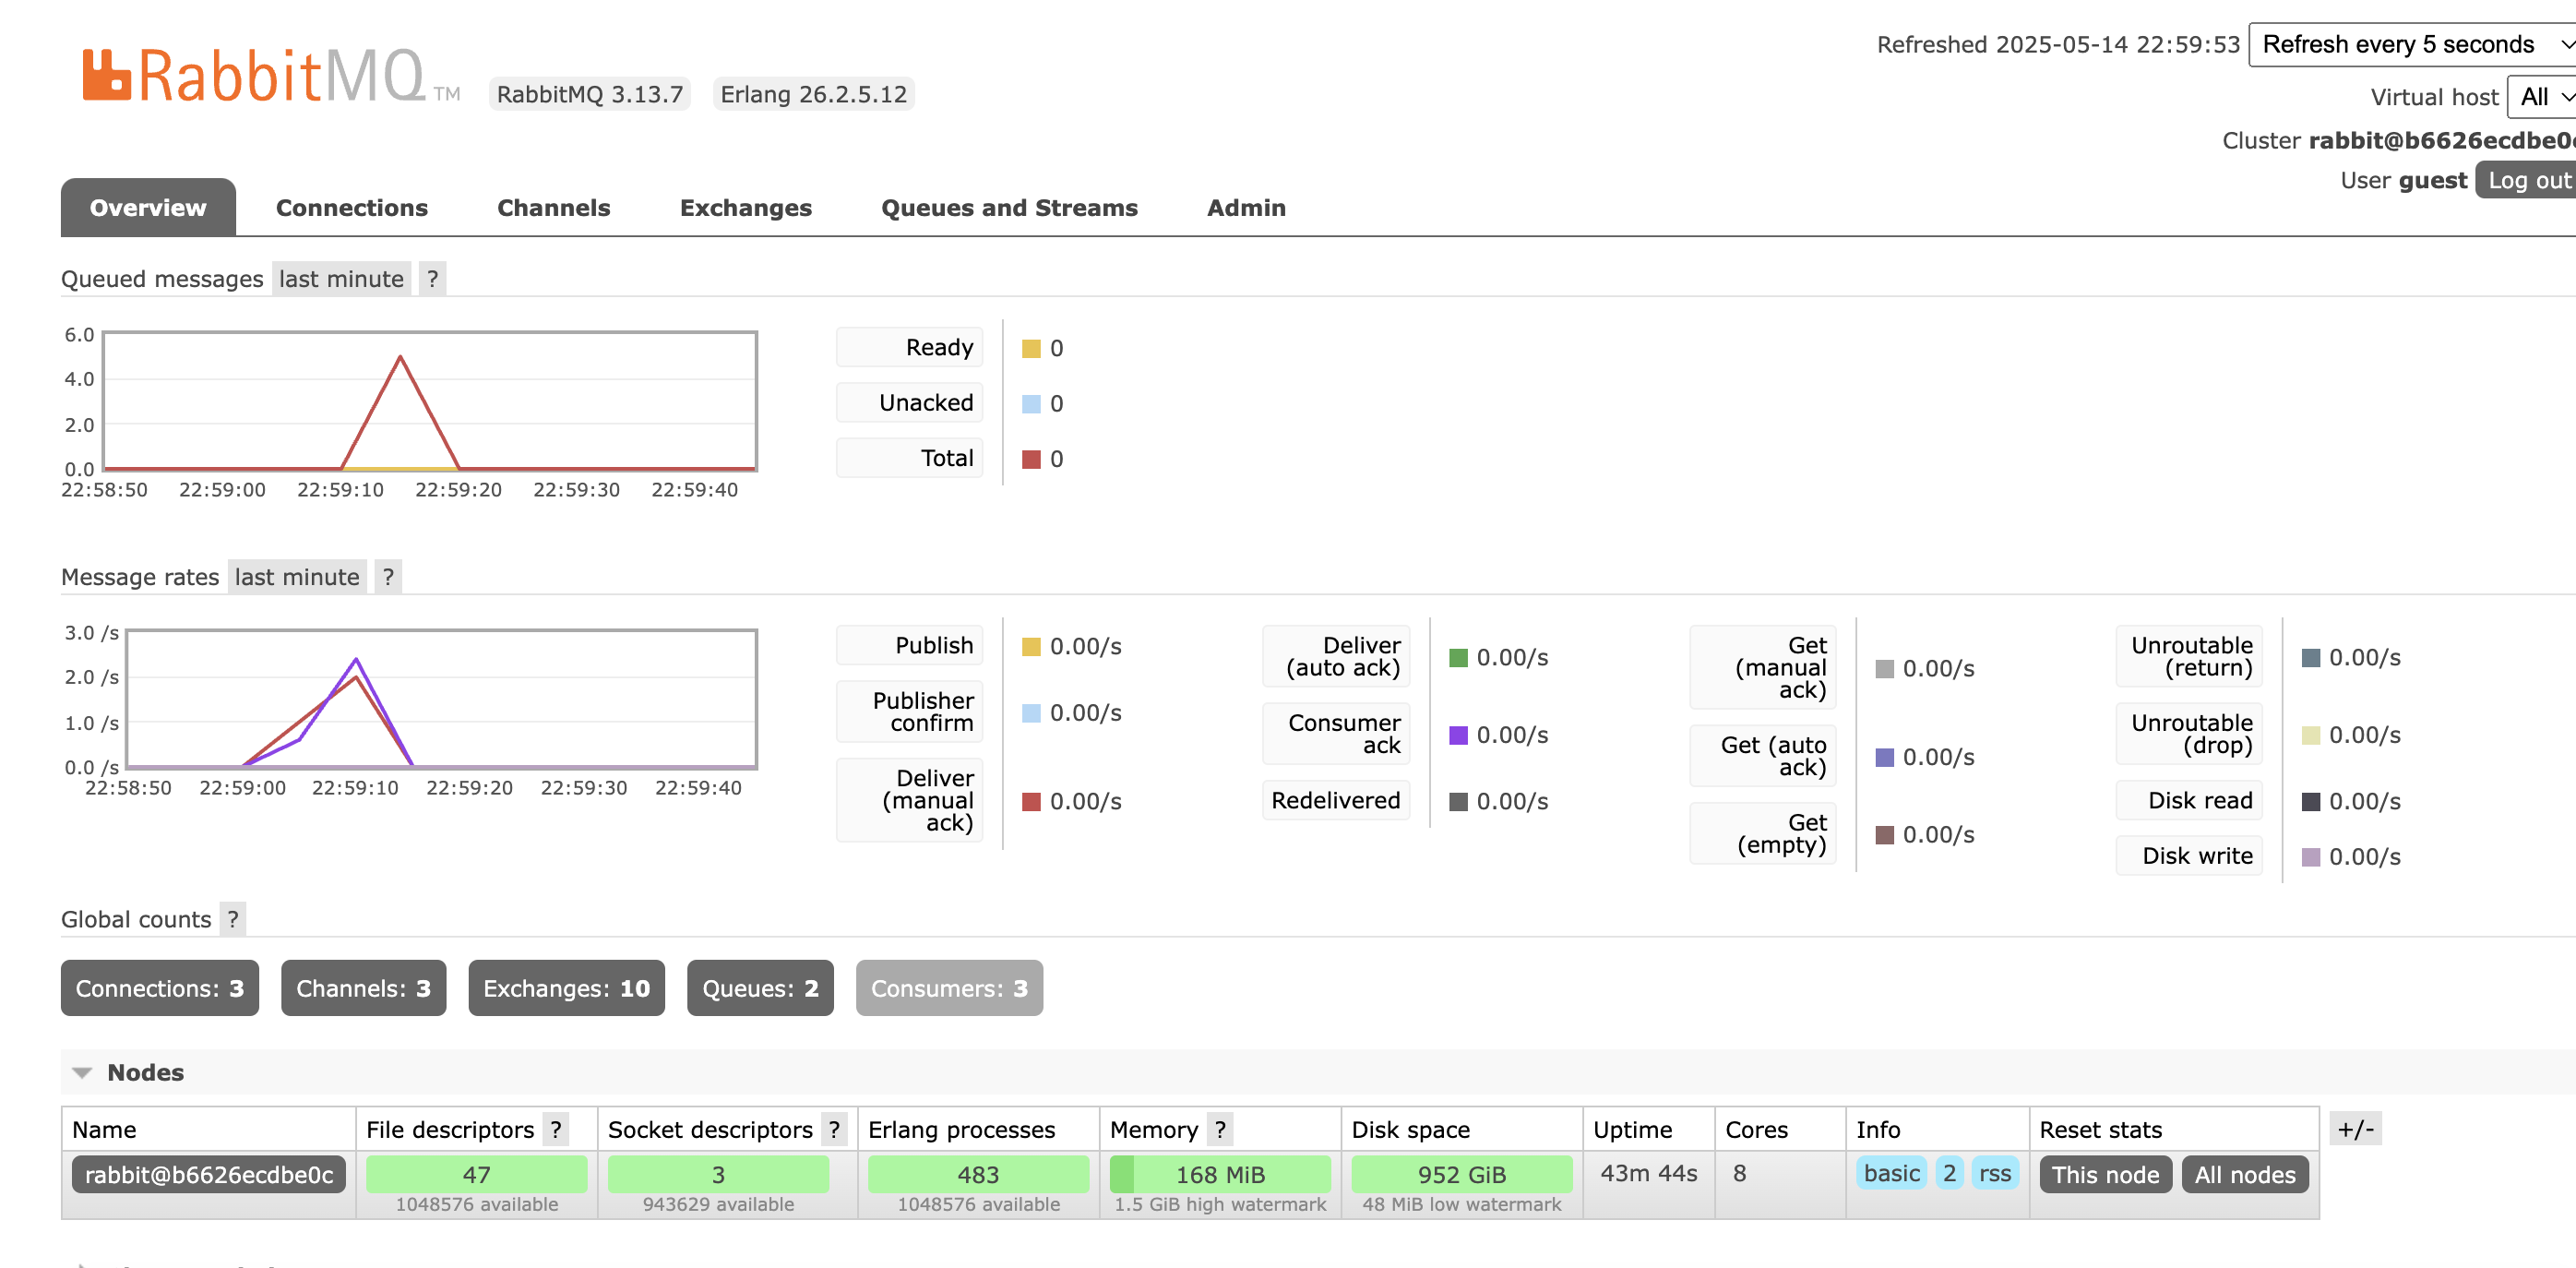 RabbitMQ TM RabbitMQ 3.13.7 Erlang 26.2.5.12
Refreshed 2025-05-14 22:59:53 Refresh every 5 seconds
Virtual host All
Cluster rabbit@b6626ecdbe0
User guest Log out
Overview Connections Channels Exchanges Queues and Streams Admin
Queued messages last minute ?
6.0
4.0
2.0
0.0
22:58:50 22:59:00 22:59:10 22:59:20 22:59:30 22:59:40
Ready 0
Unacked 0
Total 0
Message rates last minute ?
3.0 /s
2.0 /s
1.0 /s
0.0 /s
22:58:50 22:59:00 22:59:10 22:59:20 22:59:30 22:59:40
Publish 0.00/s
Publisher
confirm 0.00/s
Deliver
(manual
ack) 0.00/s
Deliver
(auto ack) 0.00/s
Consumer
ack 0.00/s
Redelivered 0.00/s
Get
(manual
ack) 0.00/s
Get (auto
ack) 0.00/s
Get
(empty) 0.00/s
Unroutable
(return) 0.00/s
Unroutable
(drop) 0.00/s
Disk read 0.00/s
Disk write 0.00/s
Global counts ?
Connections: 3 Channels: 3 Exchanges: 10 Queues: 2 Consumers: 3
Nodes
Name File descriptors ? Socket descriptors ? Erlang processes Memory ? Disk space Uptime Cores Info Reset stats +/-
rabbit@b6626ecdbe0c 47 3 483 168 MiB 952 GiB 43m 44s 8 basic 2 rss This node All nodes
1048576 available 943629 available 1048576 available 1.5 GiB high watermark 48 MiB low watermark